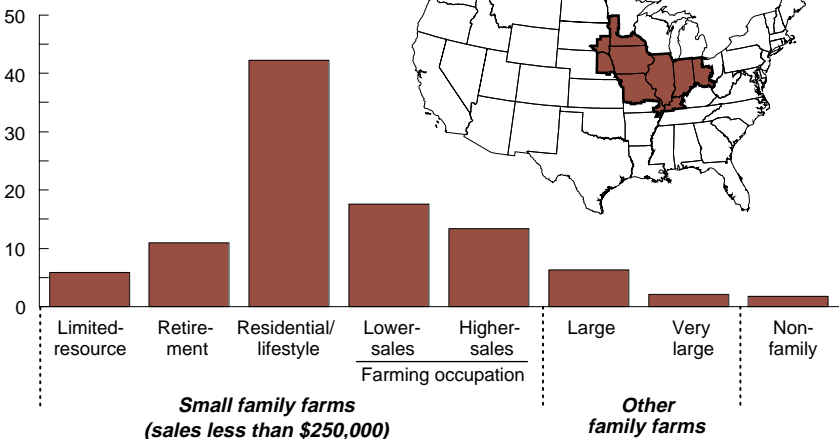 50
40
30
20
10
0
Limited-
resource
Retire-
ment
Residential/
lifestyle
Lower-
sales
Higher-
sales
Farming occupation
Large
Very
large
Non-
family
Small family farms
(sales less than $250,000)
Other
family farms